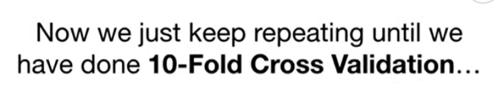 Now we just keep repeating until we
have done 10-Fold Cross Validation…